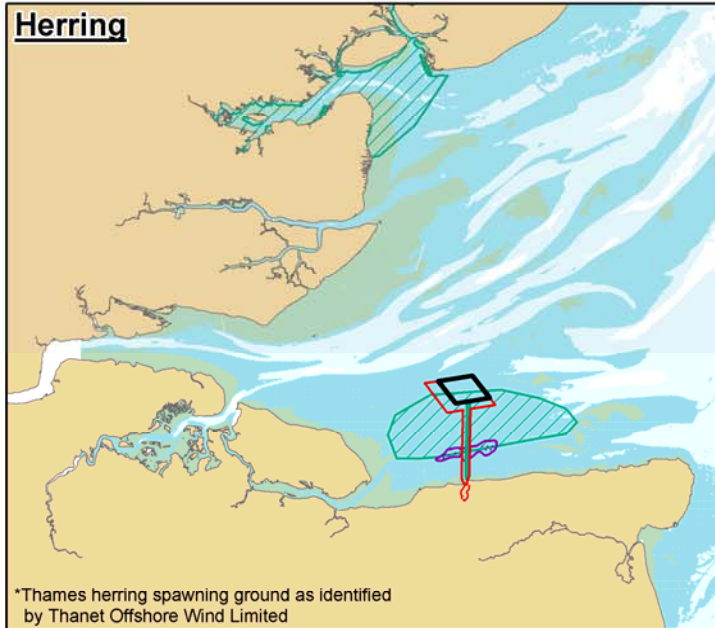 Herring
*Thames herring spawning ground as identified
by Thanet Offshore Wind Limited